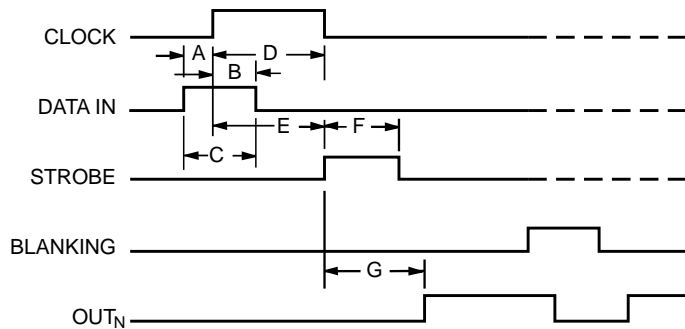 CLOCK
A D
B
DATA IN
E F
C
STROBE
BLANKING
G
OUTN